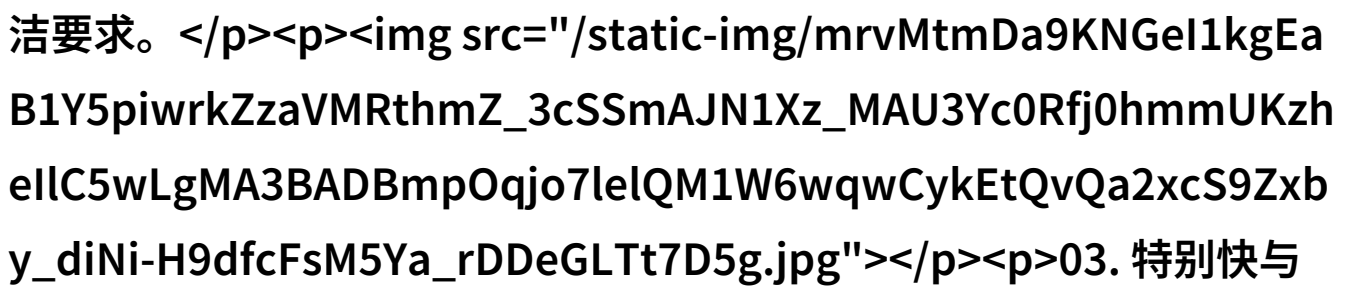 洁要求。</p><p><img src="/static-img/mrvMtmDa9KNGeI1kgEa
B1Y5piwrkZzaVMRthmZ_3cSSmAJN1Xz_MAU3Yc0Rfj0hmmUKzh
eIlC5wLgMA3BADBmpOqjo7lelQM1W6wqwCykEtQvQa2xcS9Zxb
y_diNi-H9dfcFsM5Ya_rDDeGLTt7D5g.jpg"></p><p>03. 特别快与